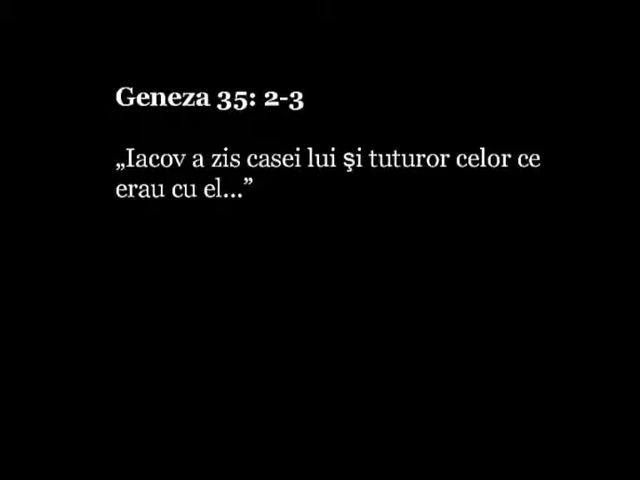 Geneza 35: 2-3
„Iacov a zis casei lui şi tuturor celor ce
erau cu el...”